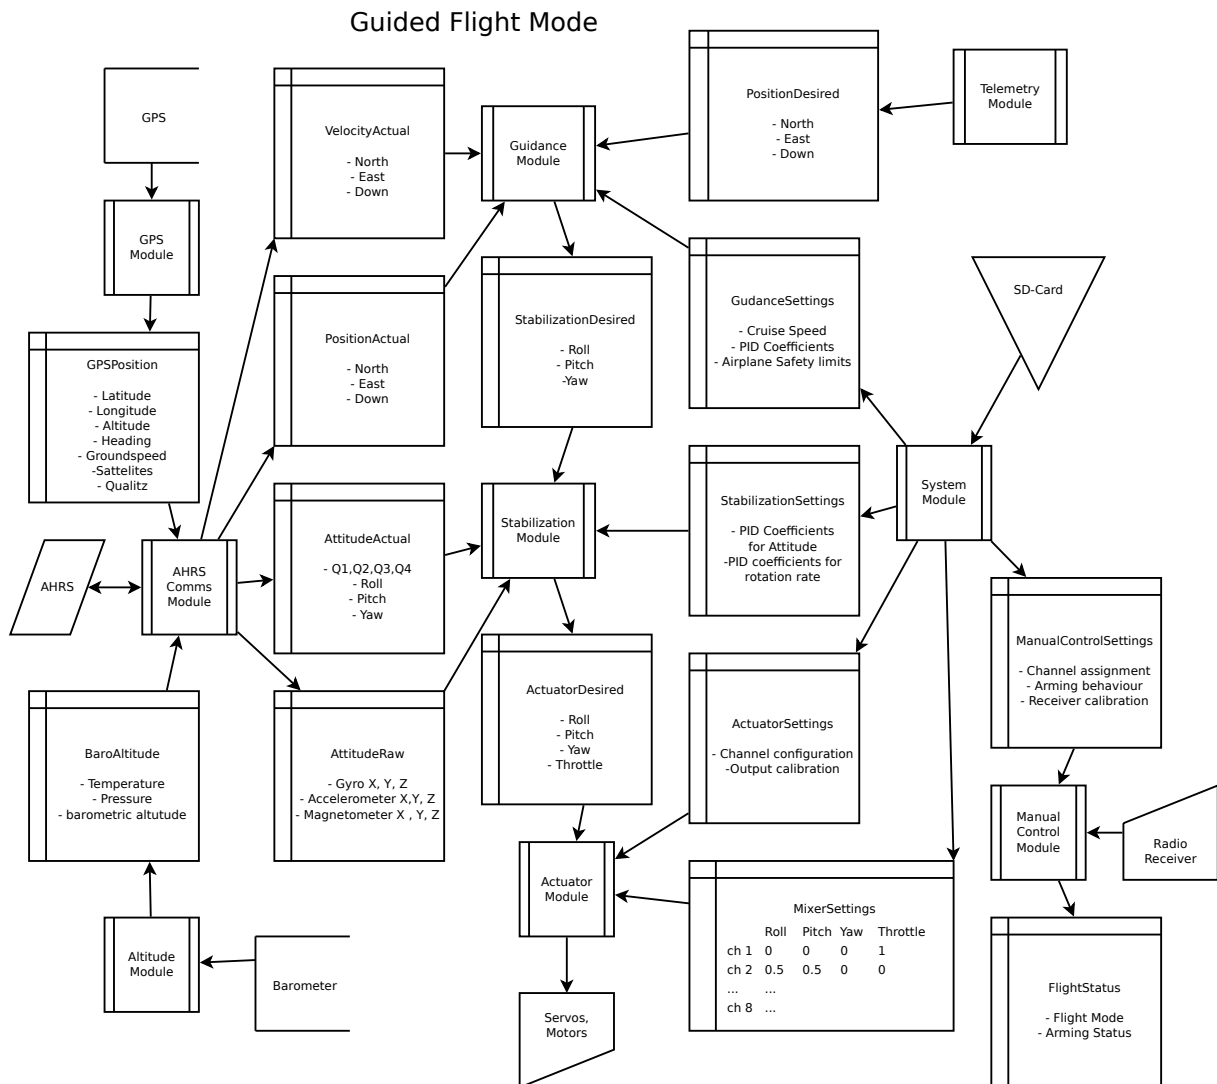 Guided Flight Mode
GPS
GPS
Module
GPSPosition
- Latitude
- Longitude
- Altitude
- Heading
- Groundspeed
-Sattelites
- Qualitz
AHRS
AHRS
Comms
Module
BaroAltitude
- Temperature
- Pressure
- barometric altutude
Altitude
Module
Barometer
VelocityActual
- North
- East
- Down
PositionActual
- North
- East
- Down
AttitudeActual
- Q1,Q2,Q3,Q4
- Roll
- Pitch
- Yaw
AttitudeRaw
- Gyro X, Y, Z
- Accelerometer X,Y, Z
- Magnetometer X , Y, Z
Guidance
Module
StabilizationDesired
- Roll
- Pitch
-Yaw
Stabilization
Module
ActuatorDesired
- Roll
- Pitch
- Yaw
- Throttle
Actuator
Module
Servos,
Motors
PositionDesired
- North
- East
- Down
Telemetry
Module
GudanceSettings
- Cruise Speed
- PID Coefficients
- Airplane Safety limits
SD-Card
System
Module
StabilizationSettings
- PID Coefficients
for Attitude
-PID coefficients for
rotation rate
ActuatorSettings
- Channel configuration
-Output calibration
MixerSettings
Roll Pitch Yaw Throttle
ch 1 0 0 0 1
ch 2 0.5 0.5 0 0
... ...
ch 8 ...
ManualControlSettings
- Channel assignment
- Arming behaviour
- Receiver calibration
Manual
Control
Module
Radio
Receiver
FlightStatus
- Flight Mode
- Arming Status